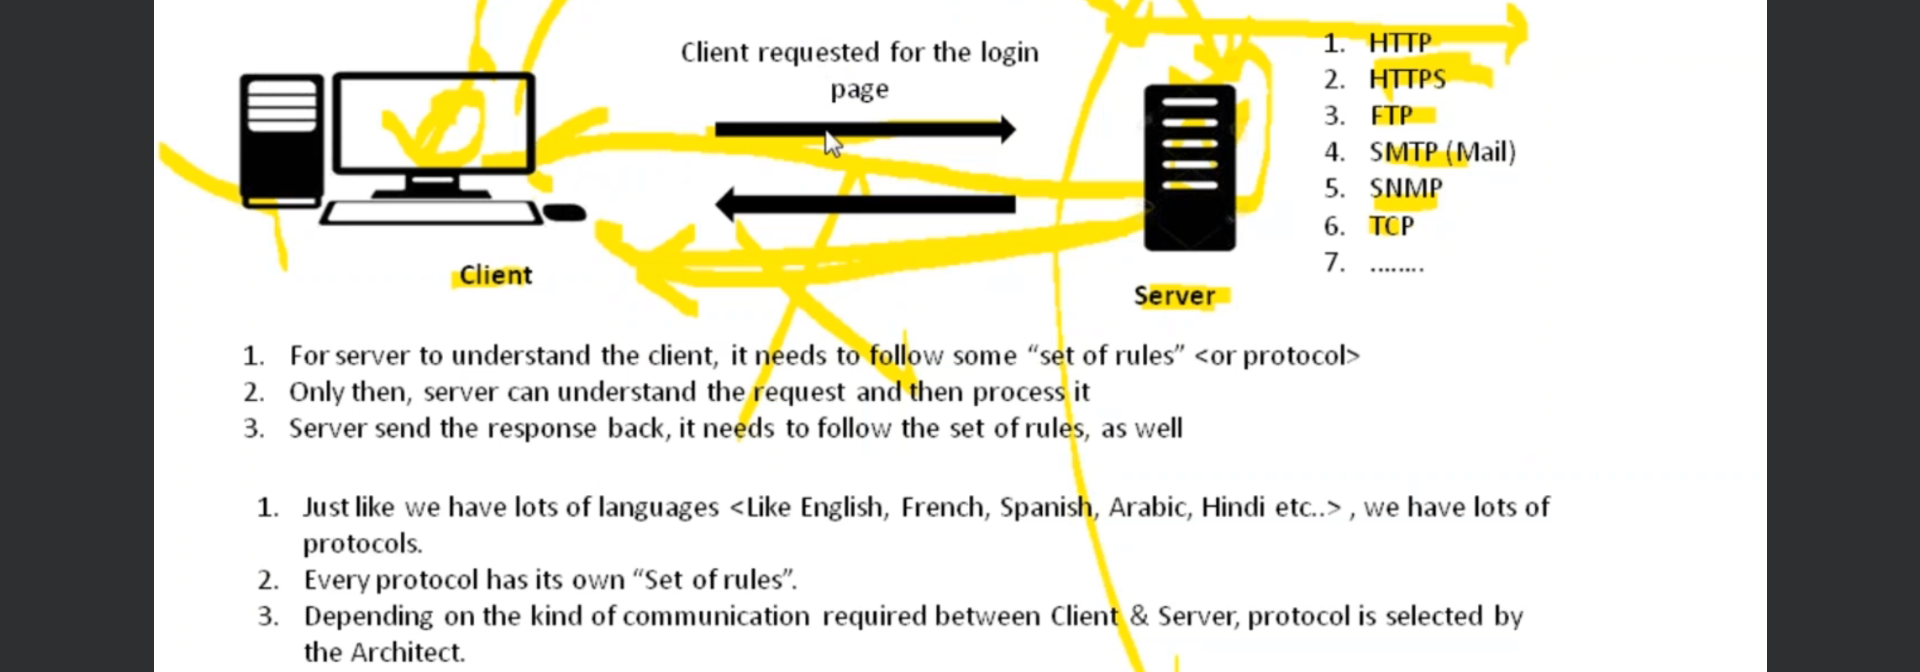 Client requested for the login
page
1. HTTP
2. HTTPS
3. FTP
4. SMTP (Mail)
5. SNMP
6. TCP
7. ........
Client
Server
1. For server to understand the client, it needs to follow some “set of rules” <or protocol>
2. Only then, server can understand the request and then process it
3. Server send the response back, it needs to follow the set of rules, as well
1. Just like we have lots of languages <Like English, French, Spanish, Arabic, Hindi etc..> , we have lots of
protocols.
2. Every protocol has its own “Set of rules”.
3. Depending on the kind of communication required between Client & Server, protocol is selected by
the Architect.